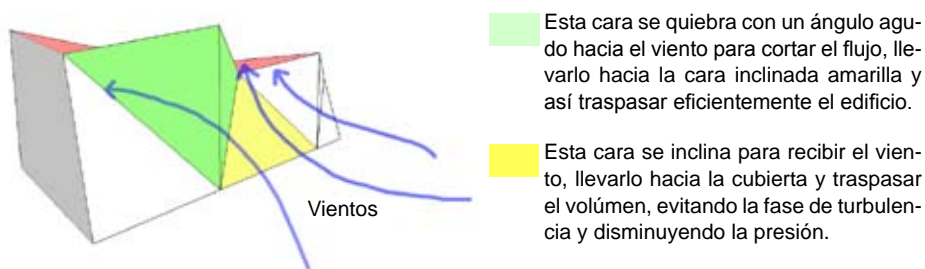 Esta cara se quiebra con un ángulo agu-
do hacia el viento para cortar el flujo, lle-
varlo hacia la cara inclinada amarilla y
así traspasar eficientemente el edificio.
Esta cara se inclina para recibir el vien-
to, llevarlo hacia la cubierta y traspasar
el volúmen, evitando la fase de turbulen-
cia y disminuyendo la presión.
Vientos